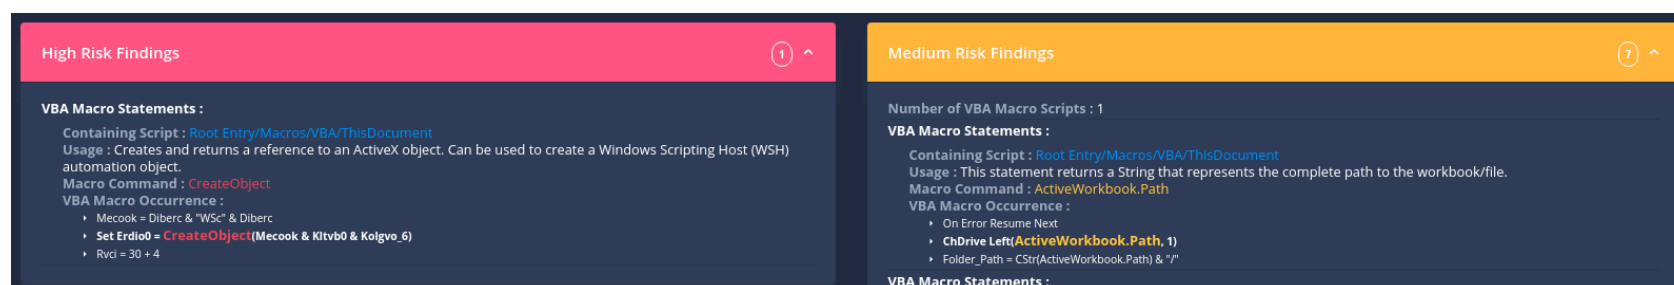 High Risk Findings
1
VBA Macro Statements :
Containing Script : Root Entry/Macros/VBA/ThisDocument
Usage : Creates and returns a reference to an ActiveX object. Can be used to create a Windows Scripting Host (WSH)
automation object.
Macro Command : CreateObject
VBA Macro Occurrence :
Mecook = Diberc & "WSc" & Diberc
Set Erdio0 = CreateObject(Mecook & Kltvb0 & Kolgvo_6)
Rvci = 30 + 4
Medium Risk Findings
7
Number of VBA Macro Scripts : 1
VBA Macro Statements :
Containing Script : Root Entry/Macros/VBA/ThisDocument
Usage : This statement returns a String that represents the complete path to the workbook/file.
Macro Command : ActiveWorkbook.Path
VBA Macro Occurrence :
On Error Resume Next
ChDrive Left(ActiveWorkbook.Path, 1)
Folder_Path = CStr(ActiveWorkbook.Path) & "/"
VBA Macro Statements :